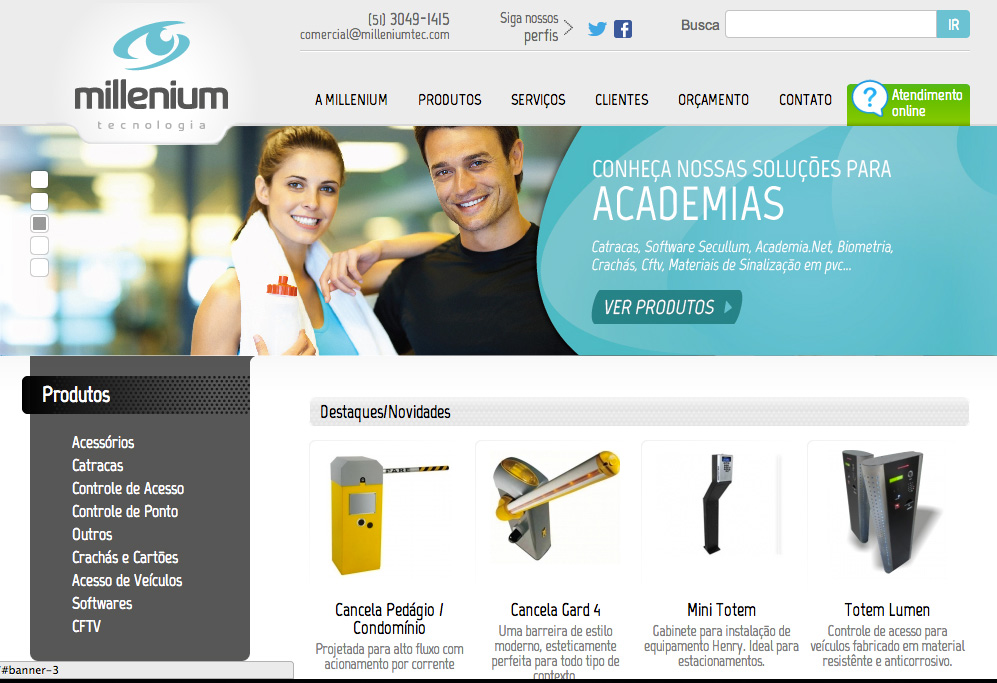 (51) 3049-1415
comercial@milleniumtec.com
Siga nossos
perfis
Busca
IR
millenium
tecnologia
A MILLENIUM
PRODUTOS
SERVIÇOS
CLIENTES
ORÇAMENTO
CONTATO
?
Atendimento
online
CONHEÇA NOSSAS SOLUÇÕES PARA
ACADEMIAS
Catracas, Software Secullum, Academia.Net, Biometria,
Crachás, Cftv, Materiais de Sinalização em pvc...
VER PRODUTOS
Produtos
Acessórios
Catracas
Controle de Acesso
Controle de Ponto
Outros
Crachás e Cartões
Acesso de Veículos
Softwares
CFTV
Destaques/Novidades
PARE
Cancela Pedágio /
Condomínio
Projetada para alto fluxo com
acionamento por corrente
Cancela Gard 4
Uma barreira de estilo
moderno, esteticamente
perfeita para todo tipo de
contexto
Mini Totem
Gabinete para instalação de
equipamento Henry. Ideal para
estacionamentos.
Totem Lumen
Controle de acesso para
veículos fabricado em material
resistênte e anticorrosivo.
/#banner-3